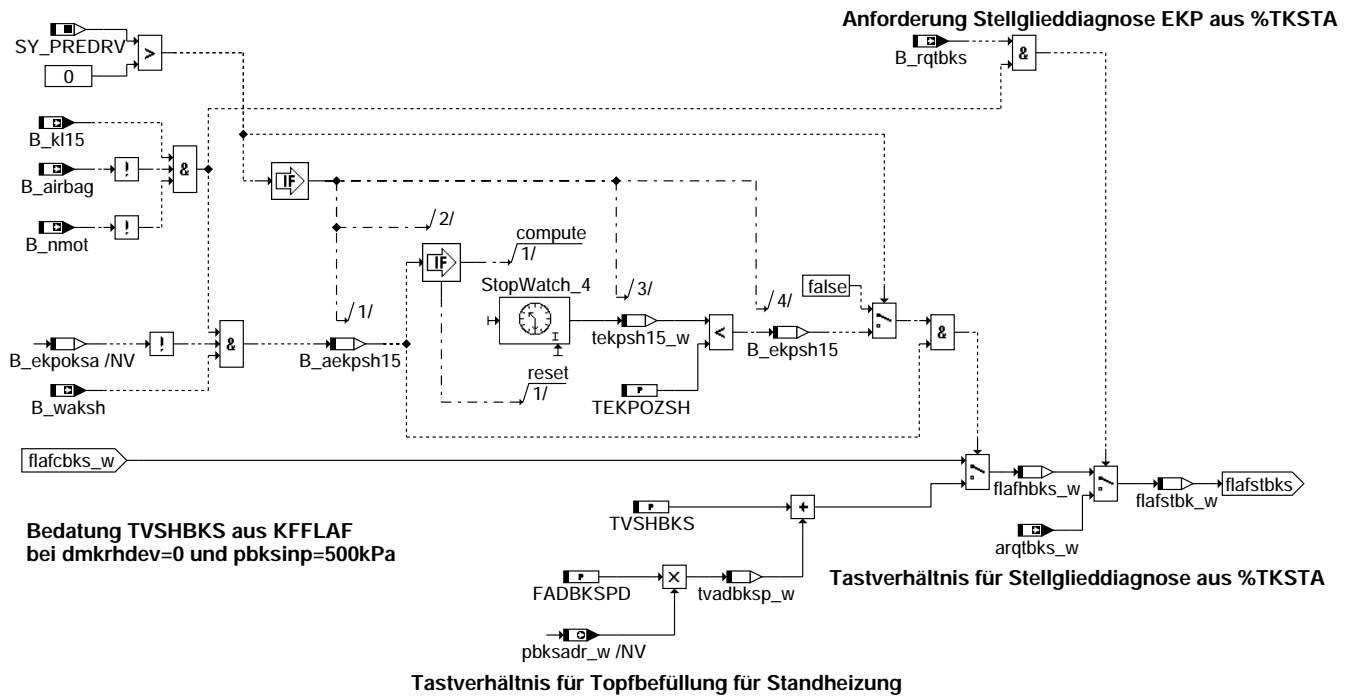 Anforderung Stellglieddiagnose EKP aus %TKSTA
SY_PREDRV
>
0
B_rqtbks
&
B_kl15
B_airbag
!
&
B_nmot
!
IF
/2/
compute
1/
IF
StopWatch_4
/1/
/3/
/4/
false
B_ekpoksa /NV
!
&
B_aekpsh15
tekpsh15_w
<
B_ekpsh15
&
B_waksh
reset
1/
P
TEKPOZSH
flafcbks_w
flafhbks_w
flafstbk_w
flafstbks
Bedatung TVSHBKS aus KFFLAF
bei dmkrhdev=0 und pbksinp=500kPa
P
TVSHBKS
+
arqtbks_w
P
FADBKSPD
X
tvadbksp_w
Tastverhältnis für Stellglieddiagnose aus %TKSTA
pbksadr_w /NV
Tastverhältnis für Topfbefüllung für Standheizung